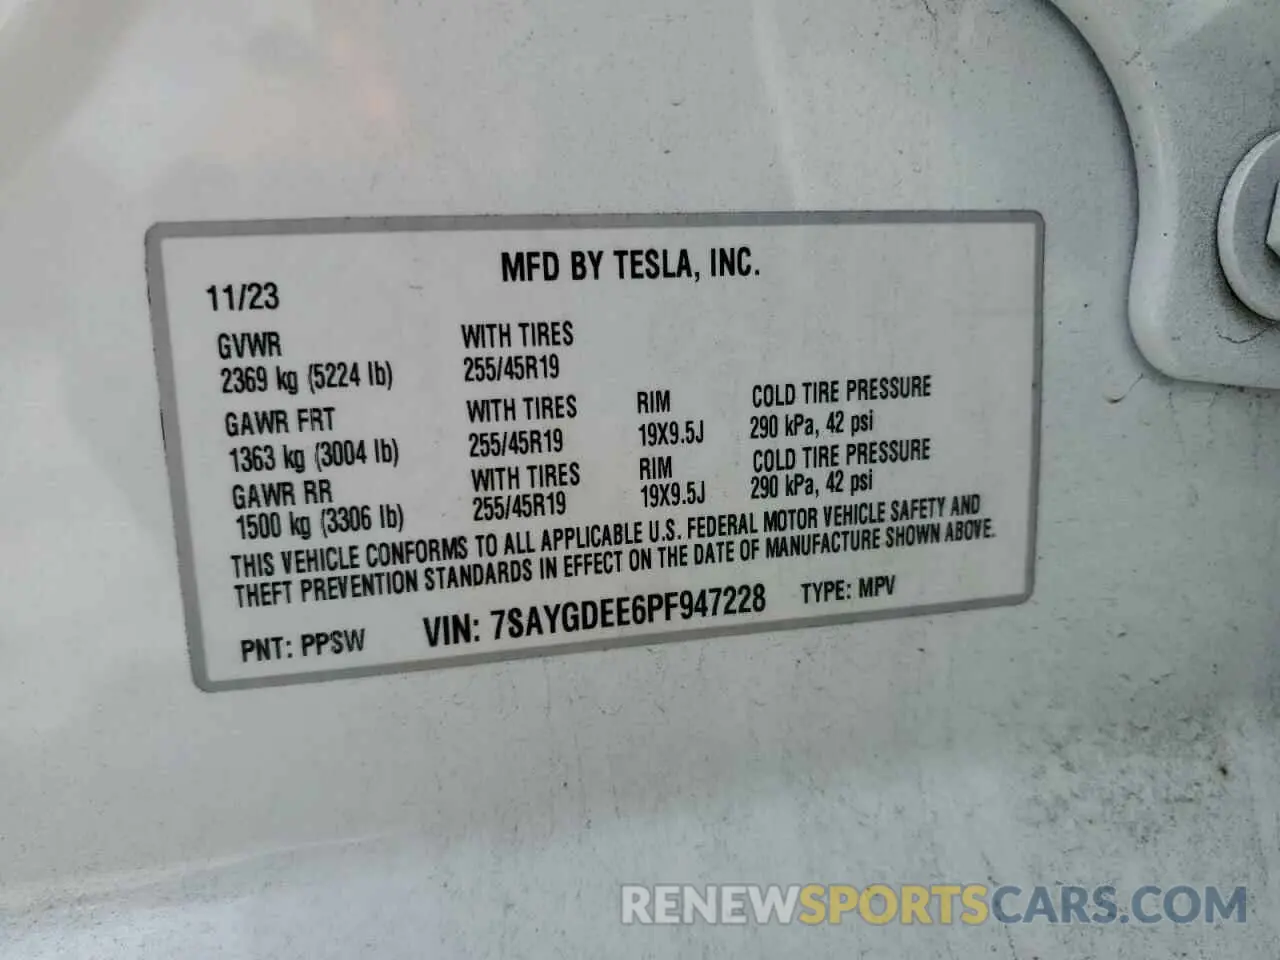 MFD BY TESLA, INC.
11/23
GVWR WITH TIRES
2369 kg (5224 lb) 255/45R19
GAWR FRT WITH TIRES RIM COLD TIRE PRESSURE
1363 kg (3004 lb) 255/45R19 19X9.5J 290 kPa, 42 psi
GAWR RR WITH TIRES RIM COLD TIRE PRESSURE
1500 kg (3306 lb) 255/45R19 19X9.5J 290 kPa, 42 psi
THIS VEHICLE CONFORMS TO ALL APPLICABLE U.S. FEDERAL MOTOR VEHICLE SAFETY AND
THEFT PREVENTION STANDARDS IN EFFECT ON THE DATE OF MANUFACTURE SHOWN ABOVE.
PNT: PPSW VIN: 7SAYGDEE6PF947228 TYPE: MPV
RENEWSPORTSCARS.COM